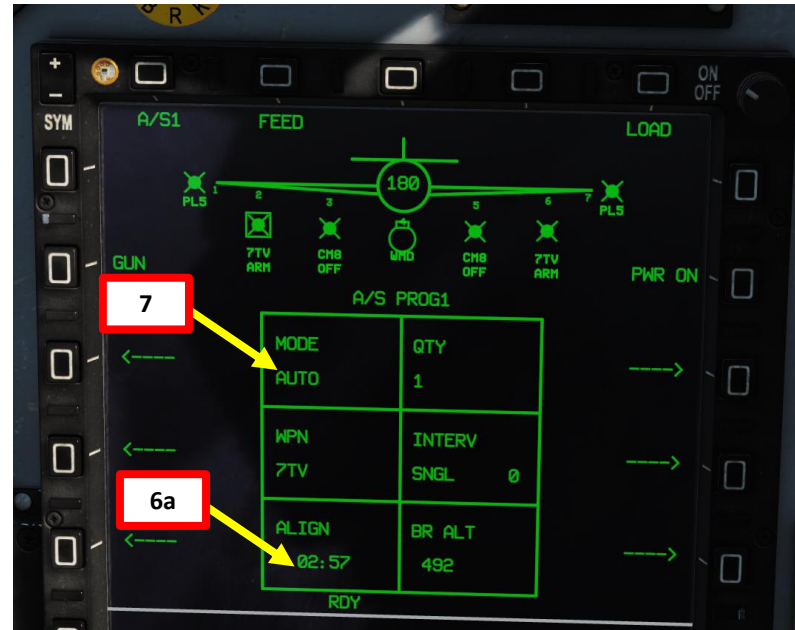 BRK
+
-
SYM
ON
OFF
A/S1 FEED LOAD
180
1 2 3 4 5 6 7
PL5 PL5
7TV CM8 WMD CM8 7TV
ARM OFF OFF ARM
GUN PWR ON
A/S PROG1
7
MODE QTY
<---- ---->
AUTO 1
WPN INTERV
<---- ---->
7TV SNGL 0
6a
ALIGN BR ALT
<---- ---->
02:57 492
RDY